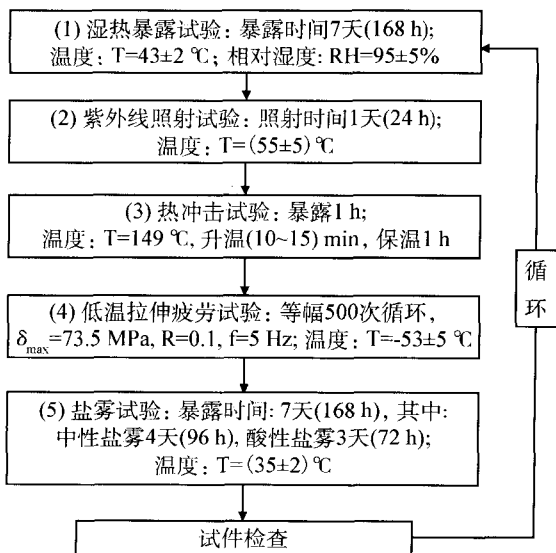 (1) 湿热暴露试验: 暴露时间7天(168 h);
温度: T=43±2 ℃; 相对湿度: RH=95±5%
(2) 紫外线照射试验: 照射时间1天(24 h);
温度: T=(55±5)℃
(3) 热冲击试验: 暴露1 h;
温度: T=149 ℃, 升温(10~15) min, 保温1 h
(4) 低温拉伸疲劳试验: 等幅500次循环,
δmax=73.5 MPa, R=0.1, f=5 Hz; 温度: T=-53±5 ℃
(5) 盐雾试验: 暴露时间: 7天(168 h), 其中:
中性盐雾4天(96 h), 酸性盐雾3天(72 h);
温度: T=(35±2)℃
试件检查
循环